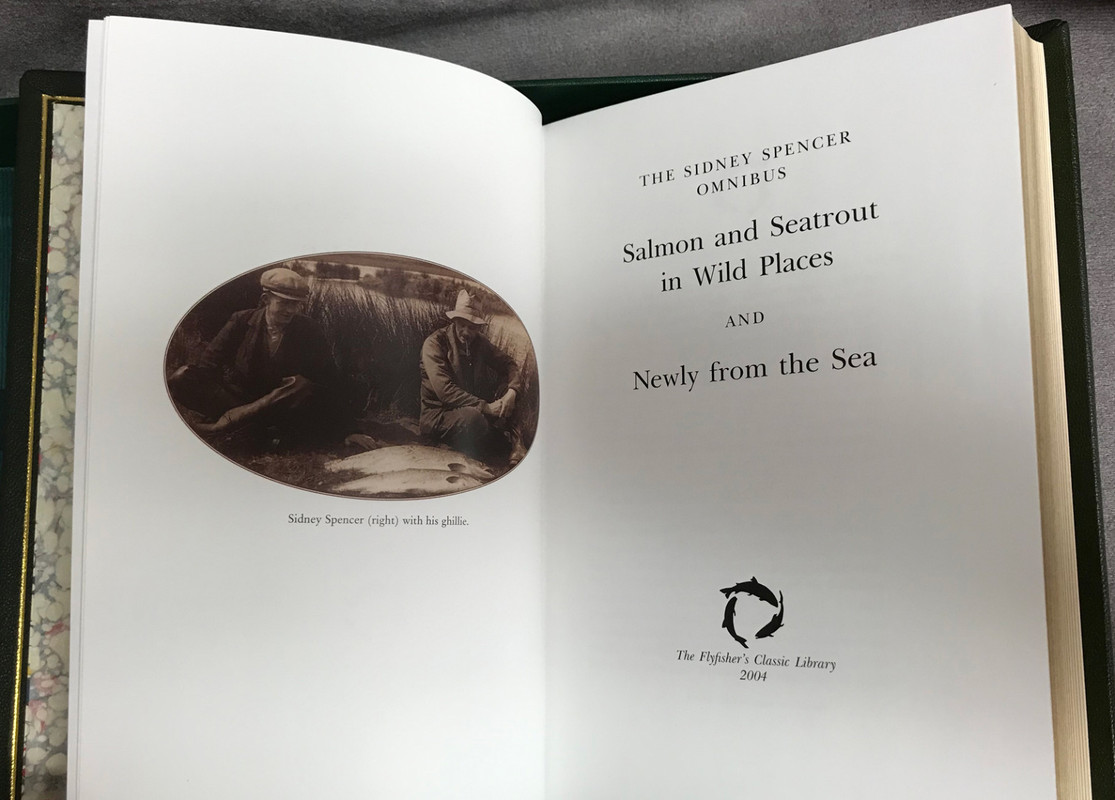 Sidney Spencer (right) with his ghillie.
THE SIDNEY SPENCER
OMNIBUS
Salmon and Seatrout
in Wild Places
AND
Newly from the Sea
The Flyfisher's Classic Library
2004